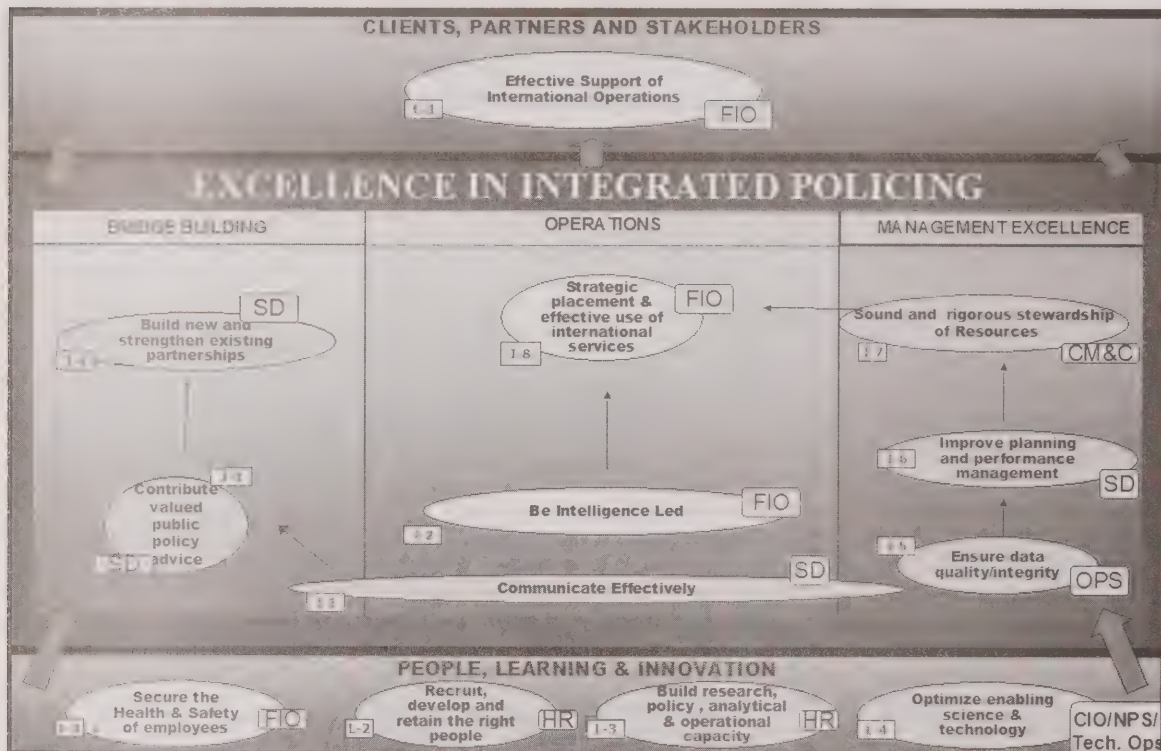 CLIENTS, PARTNERS AND STAKEHOLDERS
Effective Support of
International Operations
FIO
EXCELLENCE IN INTEGRATED POLICING
BRIDGE BUILDING
OPERATIONS
MANAGEMENT EXCELLENCE
SD
Build new and
strengthen existing
partnerships
Strategic
placement &
effective use of
international
services
FIO
I-8
Sound and rigorous stewardship
of Resources
I-7
CM&C
Contribute
valued
public
policy
advice
SD
Be Intelligence Led
FIO
Improve planning
and performance
management
SD
Communicate Effectively
SD
Ensure data
quality/integrity
OPS
PEOPLE, LEARNING & INNOVATION
Secure the
Health & Safety
of employees
FIO
Recruit,
develop and
retain the right
people
L-2
HR
Build research,
policy, analytical
& operational
capacity
L-3
HR
Optimize enabling
science &
technology
L-4
CIO/NPS/
Tech. Ops